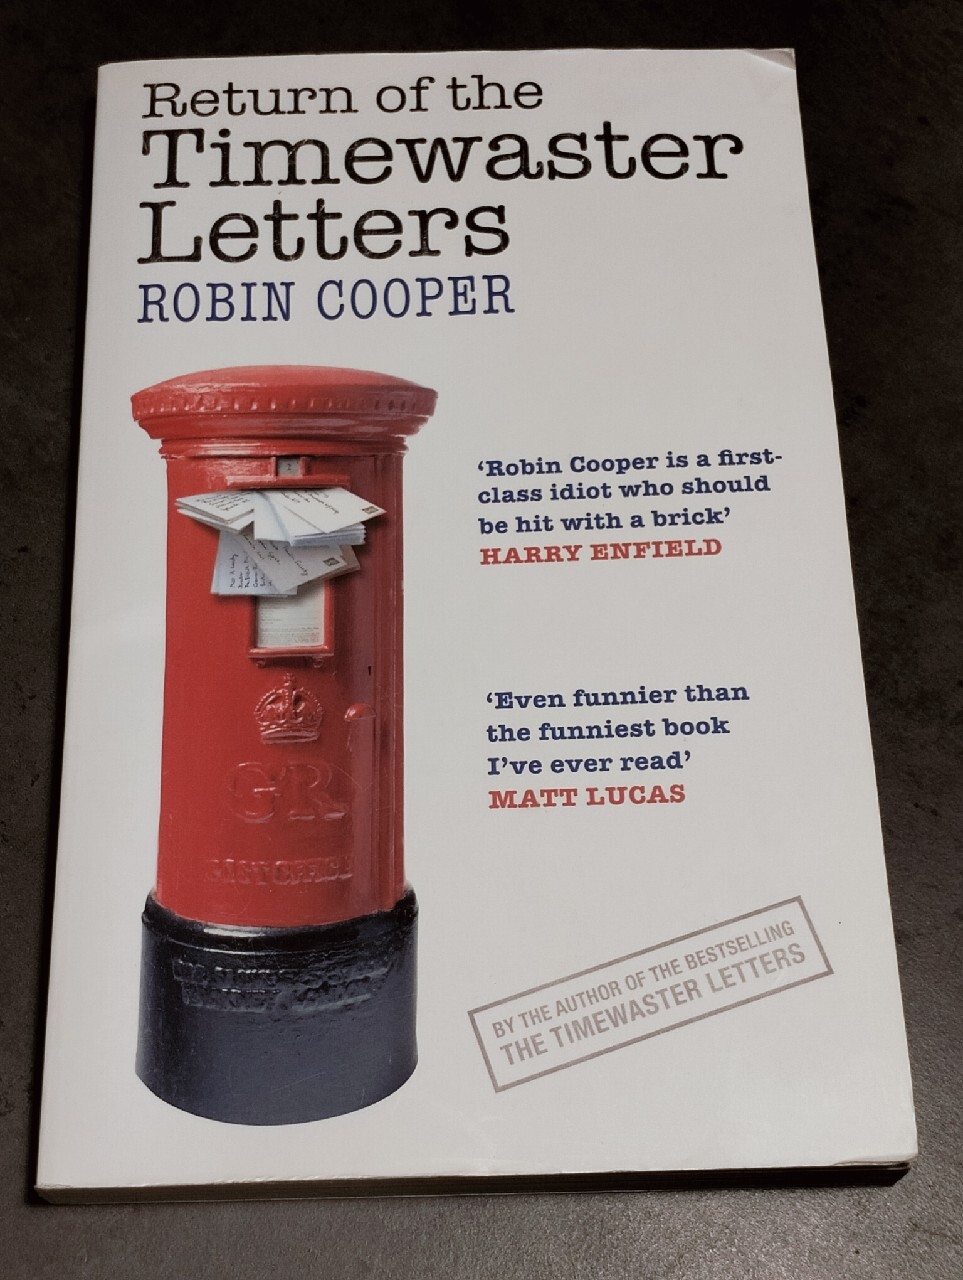 Return of the
Timewaster
Letters
ROBIN COOPER
‘Robin Cooper is a first-
class idiot who should
be hit with a brick’
HARRY ENFIELD
‘Even funnier than
the funniest book
I’ve ever read’
MATT LUCAS
GR
POST OFFICE
BY THE AUTHOR OF THE BESTSELLING
THE TIMEWASTER LETTERS